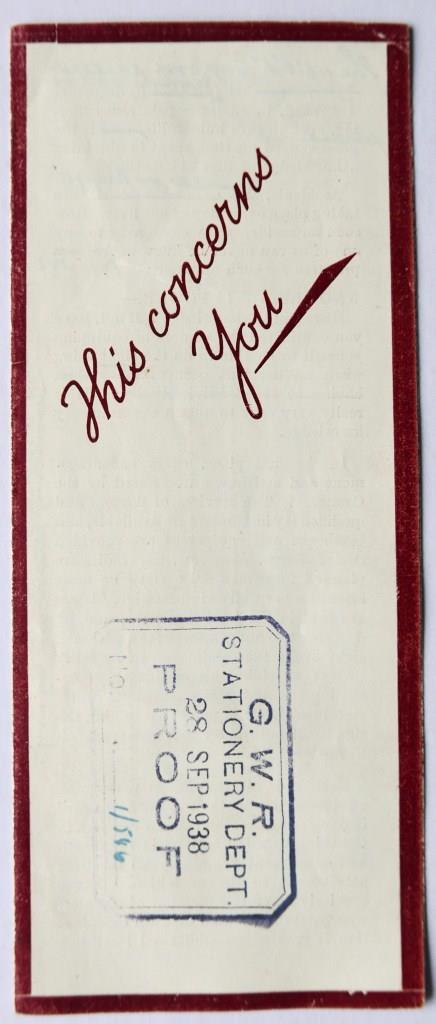 This concerns
You
G. W. R.
STATIONERY DEPT.
28 SEP 1938
PROOF
No.